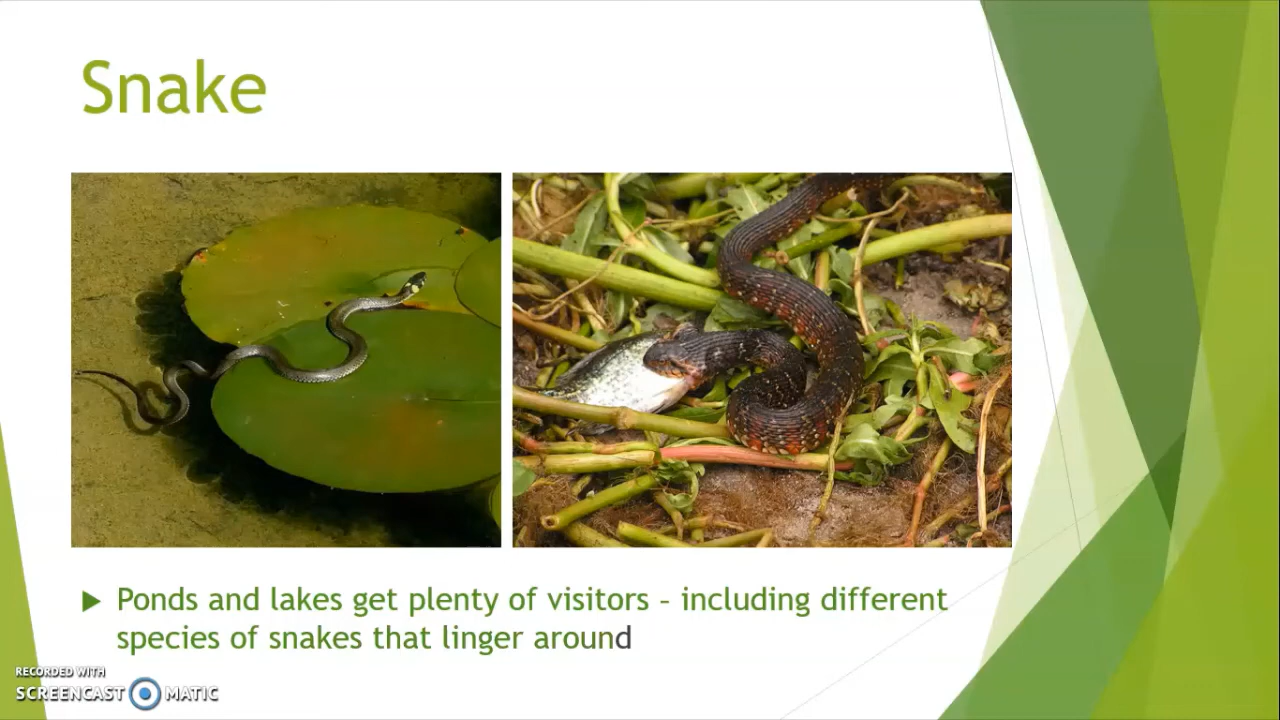 Snake
Ponds and lakes get plenty of visitors – including different
species of snakes that linger around
RECORDED WITH
SCREENCAST MATIC